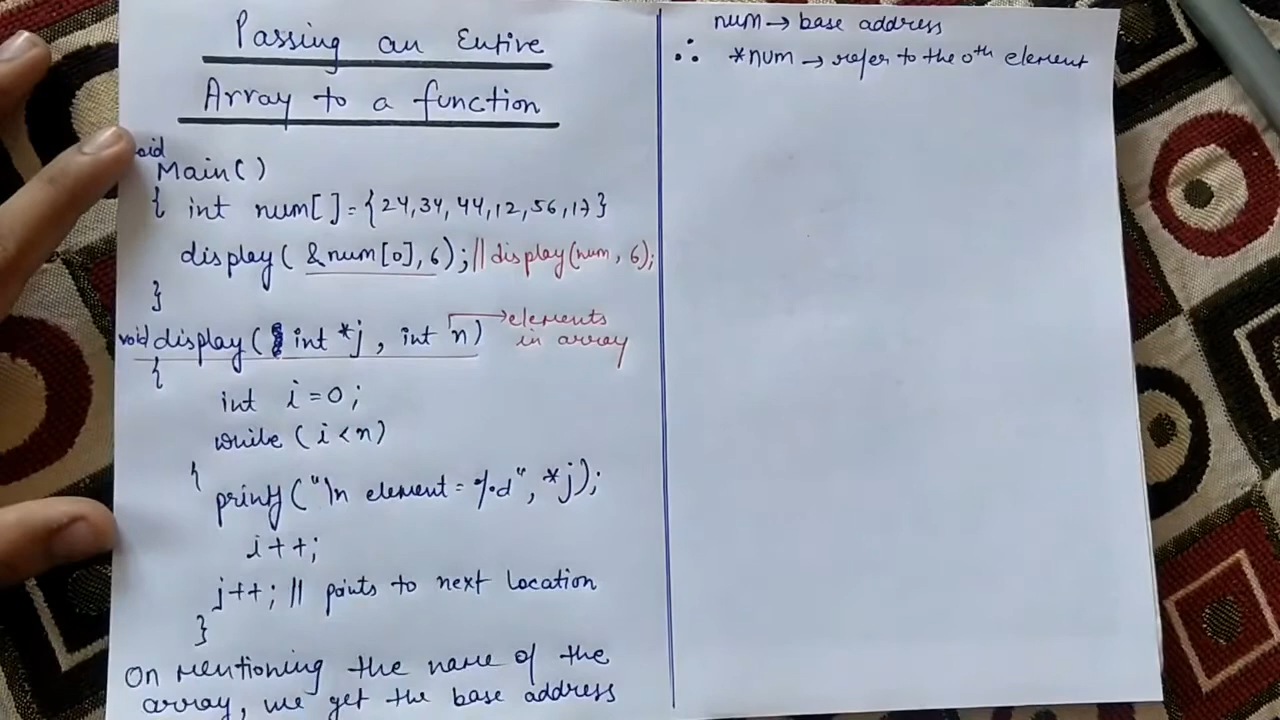 Passing an Entire
Array to a function
void
Main()
{ int num[]={24,34,44,12,56,17}
display( &num[0],6);//display(num, 6);
}
void display( int *j, int n) → elements
in array
{
int i=0;
while (i<n)
{
printf("\n element=%d", *j);
i++;
j++; // points to next location
}
On mentioning the name of the
array, we get the base address
num → base address
∴ *num → refer to the 0th element